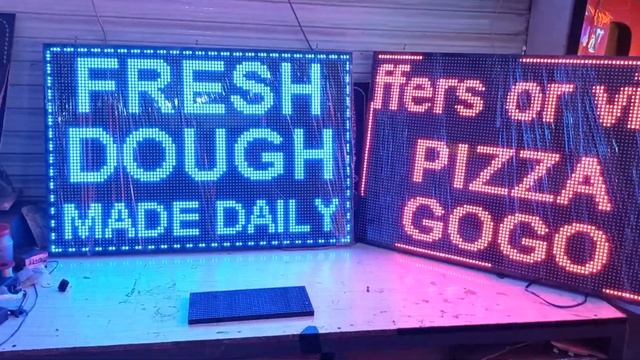 FRESH
DOUGH
MADE DAILY
ffers or vi
PIZZA
GOGO